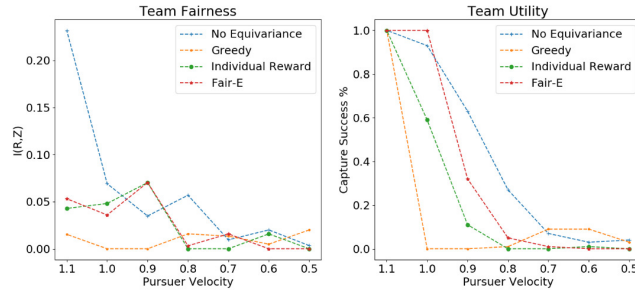 Team Fairness
No Equivariance
Greedy
Individual Reward
Fair-E
I(R,Z)
0.20
0.15
0.10
0.05
0.00
1.1 1.0 0.9 0.8 0.7 0.6 0.5
Pursuer Velocity
Team Utility
No Equivariance
Greedy
Individual Reward
Fair-E
Capture Success %
1.0
0.8
0.6
0.4
0.2
0.0
1.1 1.0 0.9 0.8 0.7 0.6 0.5
Pursuer Velocity